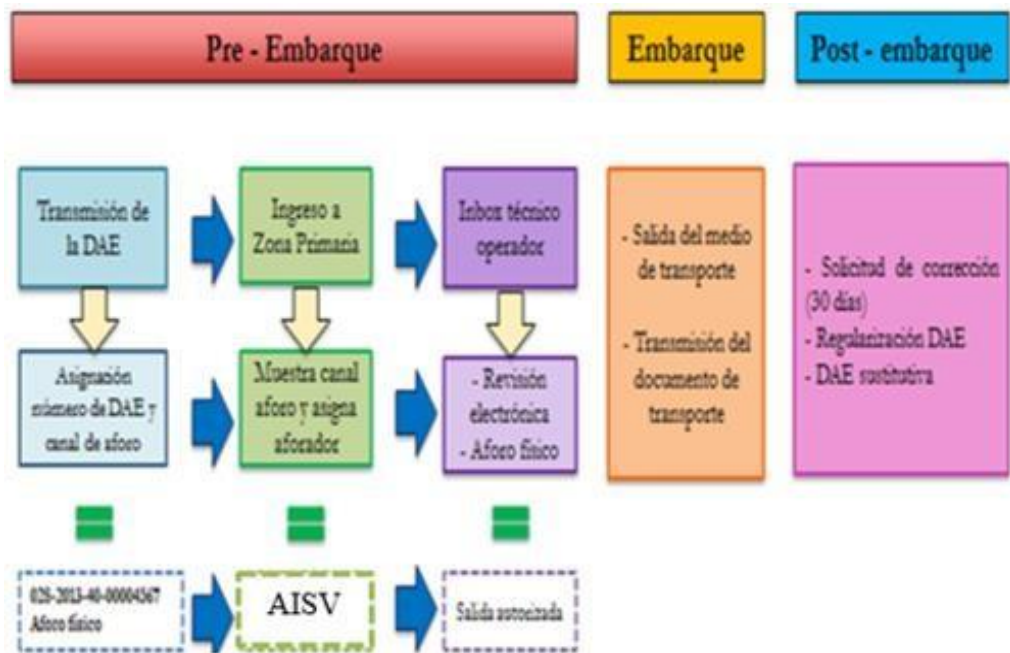 Pre - Embarque
Embarque
Post - embarque
Transmisión de
la DAE
Ingreso a
Zona Primaria
Inbox técnico
operador
Asignación
número de DAE y
canal de aforo
Muestra canal
aforo y asigna
aforador
- Revisión
electrónica
- Aforo físico
- Salida del medio
de transporte
- Transmisión del
documento de
transporte
- Solicitud de corrección
(30 días)
- Regularización DAE
- DAE sustitutiva
028-2013-40-00004567
Aforo físico
AISV
Salida autorizada